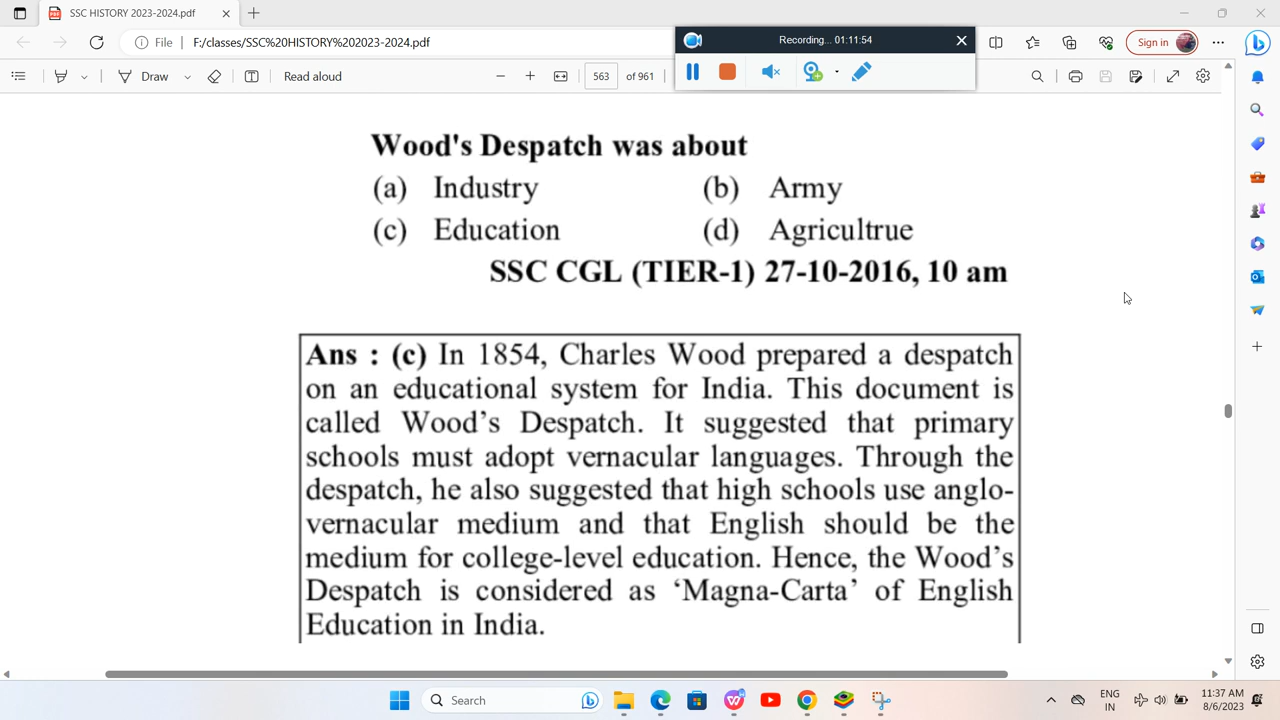 SSC HISTORY 2023-2024.pdf
Recording... 01:11:54
File F:/classes/SSC%20HISTORY%202023-2024.pdf
Sign in
Draw
Read aloud
563 of 961
Wood's Despatch was about
(a) Industry (b) Army
(c) Education (d) Agricultrue
SSC CGL (TIER-1) 27-10-2016, 10 am
Ans : (c) In 1854, Charles Wood prepared a despatch
on an educational system for India. This document is
called Wood’s Despatch. It suggested that primary
schools must adopt vernacular languages. Through the
despatch, he also suggested that high schools use anglo-
vernacular medium and that English should be the
medium for college-level education. Hence, the Wood’s
Despatch is considered as ‘Magna-Carta’ of English
Education in India.
Search
ENG
IN
11:37 AM
8/6/2023